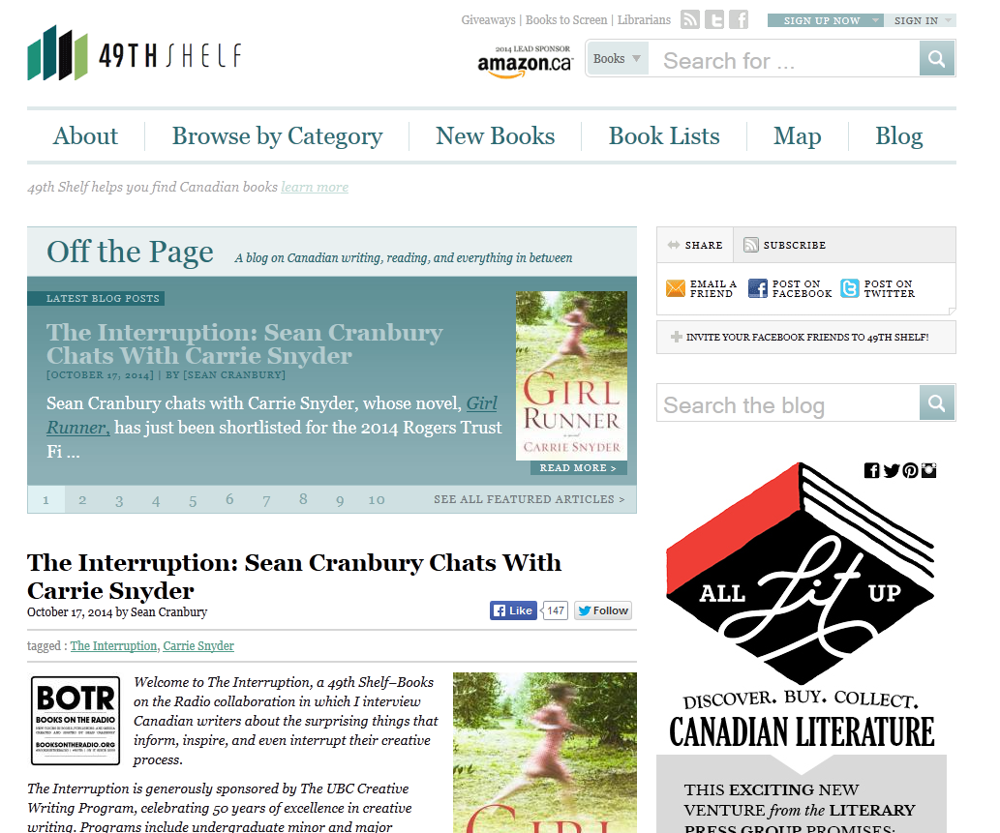 Giveaways | Books to Screen | Librarians
SIGN UP NOW
SIGN IN
49TH SHELF
2014 LEAD SPONSOR
amazon.ca
Books
Search for ...
About
Browse by Category
New Books
Book Lists
Map
Blog
49th Shelf helps you find Canadian books learn more
Off the Page
A blog on Canadian writing, reading, and everything in between
LATEST BLOG POSTS
The Interruption: Sean Cranbury
Chats With Carrie Snyder
[OCTOBER 17, 2014] | BY [SEAN CRANBURY]
Sean Cranbury chats with Carrie Snyder, whose novel, Girl
Runner, has just been shortlisted for the 2014 Rogers Trust
Fi ...
GIRL
RUNNER
a novel
CARRIE SNYDER
READ MORE >
1 2 3 4 5 6 7 8 9 10
SEE ALL FEATURED ARTICLES >
SHARE
SUBSCRIBE
EMAIL A
FRIEND
POST ON
FACEBOOK
POST ON
TWITTER
INVITE YOUR FACEBOOK FRIENDS TO 49TH SHELF!
Search the blog
The Interruption: Sean Cranbury Chats With
Carrie Snyder
October 17, 2014 by Sean Cranbury
Like
147
Follow
tagged : The Interruption, Carrie Snyder
BOTR
BOOKS ON THE RADIO
BOOKSONTHERADIO.ORG
Welcome to The Interruption, a 49th Shelf–Books
on the Radio collaboration in which I interview
Canadian writers about the surprising things that
inform, inspire, and even interrupt their creative
process.
The Interruption is generously sponsored by The UBC Creative
Writing Program, celebrating 50 years of excellence in creative
writing. Programs include undergraduate minor and major
GIRL
ALL Lit UP
DISCOVER. BUY. COLLECT.
CANADIAN LITERATURE
THIS EXCITING NEW
VENTURE from the LITERARY
PRESS GROUP PROMISES: